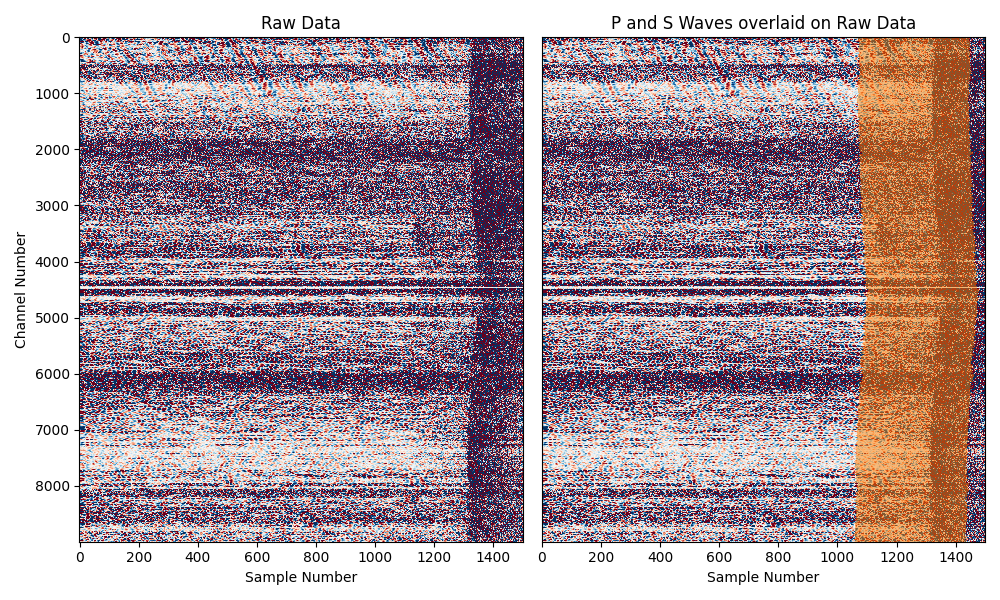 Raw Data
P and S Waves overlaid on Raw Data
Channel Number
0
1000
2000
3000
4000
5000
6000
7000
8000
0 200 400 600 800 1000 1200 1400
0 200 400 600 800 1000 1200 1400
Sample Number
Sample Number